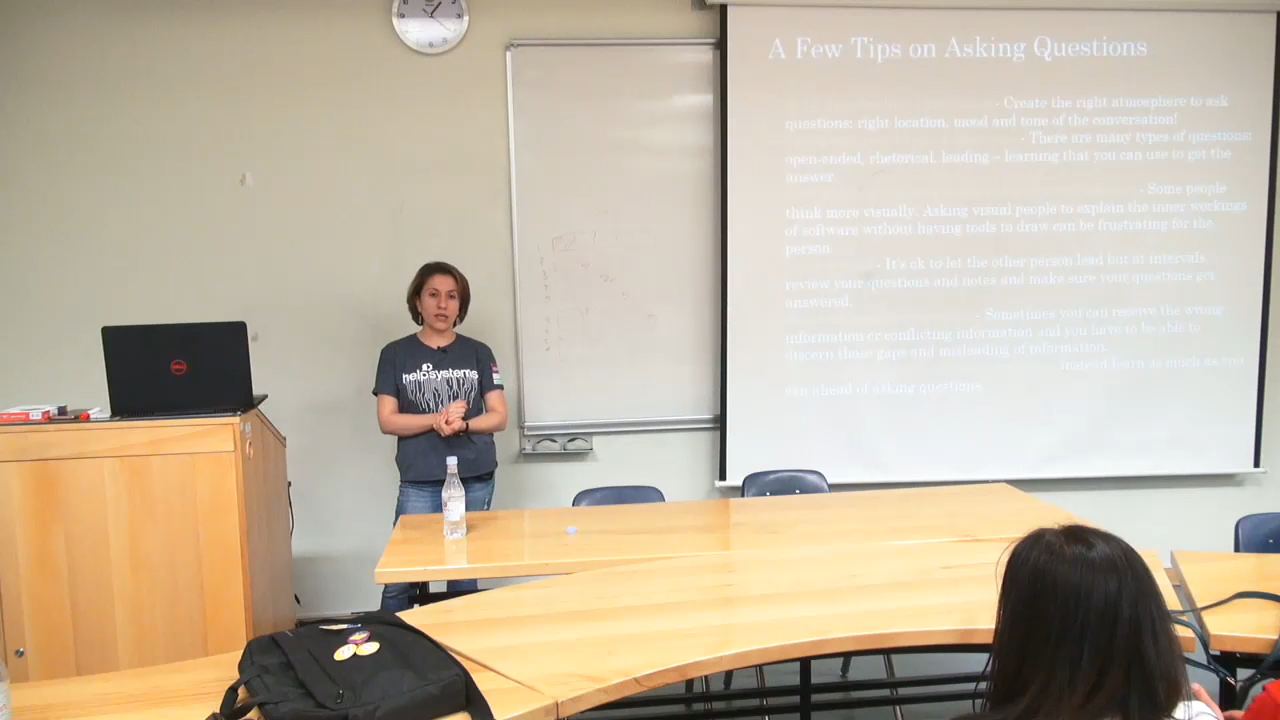 A Few Tips on Asking Questions
- Create the right atmosphere to ask
questions: right location, mood and tone of the conversation!
- There are many types of questions:
open-ended, rhetorical, leading – learning that you can use to get the
answer.
- Some people
think more visually. Asking visual people to explain the inner workings
of software without having tools to draw can be frustrating for the
person.
- It's ok to let the other person lead but at intervals
review your questions and notes and make sure your questions get
answered.
- Sometimes you can receive the wrong
information or conflicting information and you have to be able to
discern those gaps and misleading of information.
instead learn as much as you
can ahead of asking questions.
DELL
helpsystems